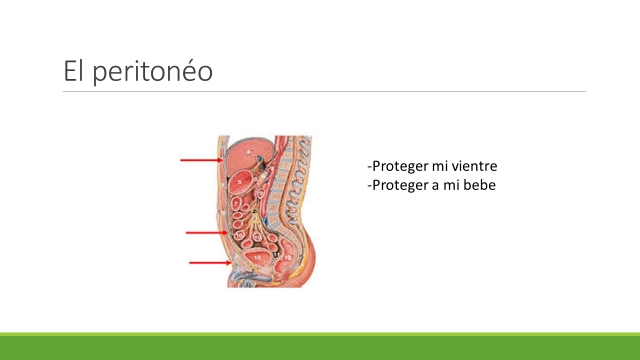 El peritonéo
-Proteger mi vientre
-Proteger a mi bebe